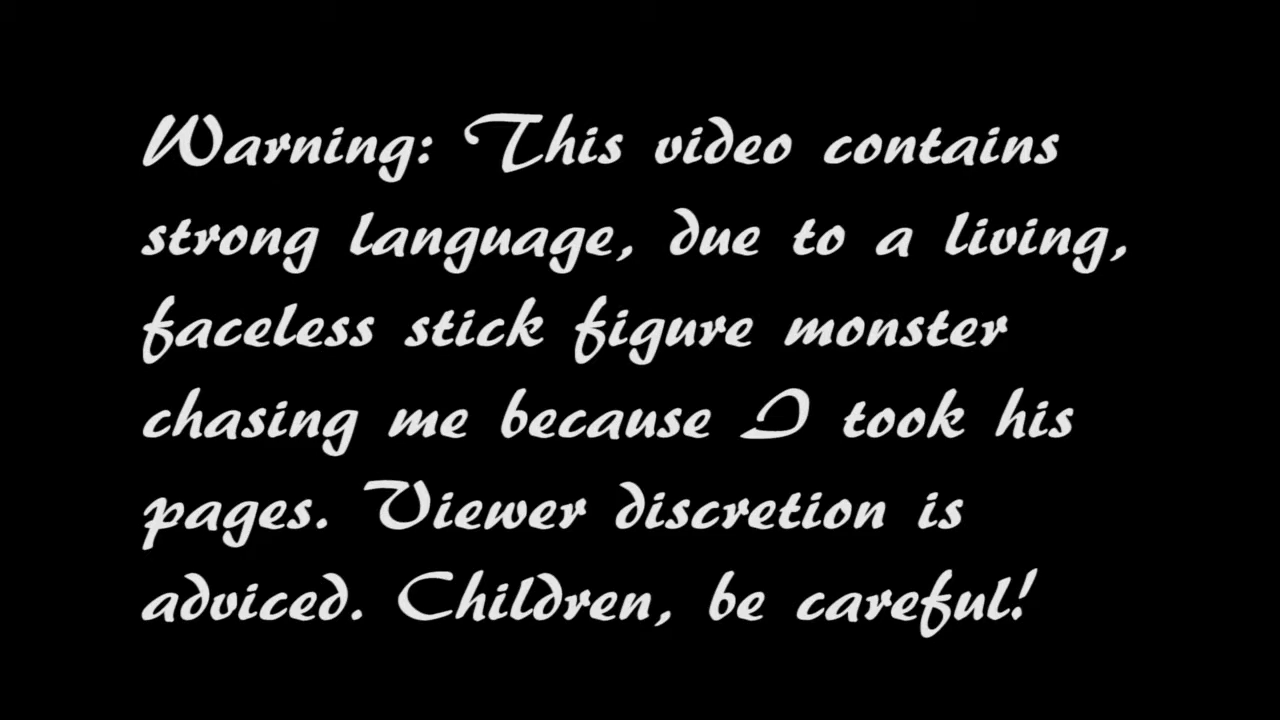 Warning: This video contains
strong language, due to a living,
faceless stick figure monster
chasing me because I took his
pages. Viewer discretion is
adviced. Children, be careful!